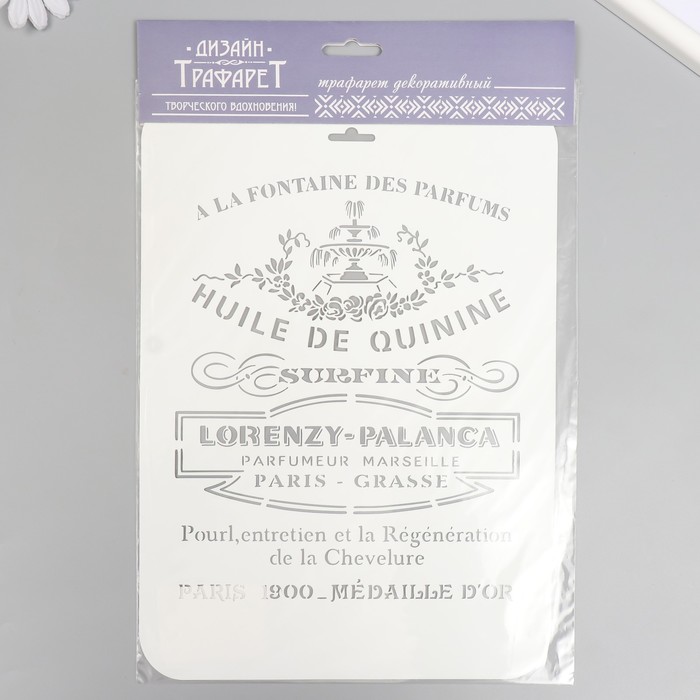 ДИЗАЙН
ТРАФАРЕТ
ТВОРЧЕСКОГО ВДОХНОВЕНИЯ!
трафарет декоративный
A LA FONTAINE DES PARFUMS
HUILE DE QUININE
SURFINE
LORENZY-PALANCA
PARFUMEUR MARSEILLE
PARIS - GRASSE
Pourl,entretien et la Régénération
de la Chevelure
PARIS 1900_MÉDAILLE D'OR